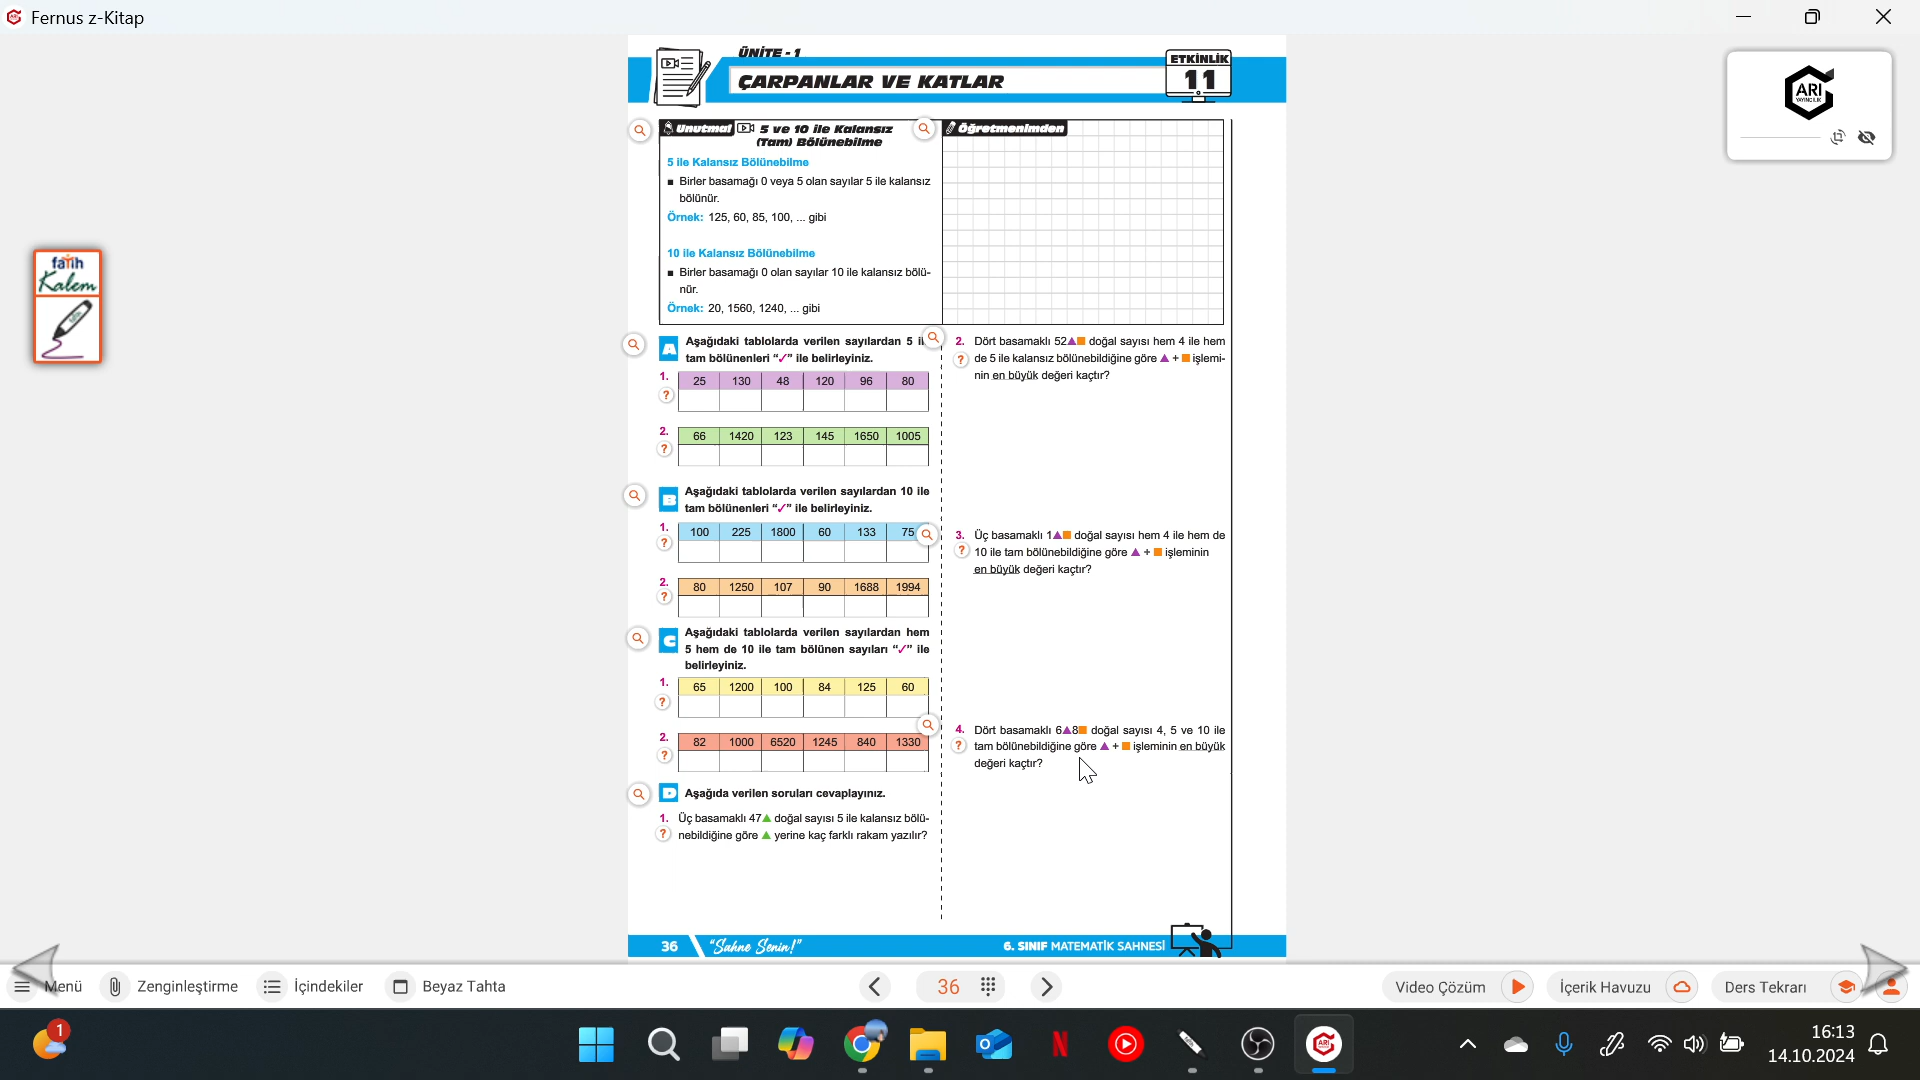 Fernus z-Kitap
ÜNİTE - 1
ÇARPANLAR VE KATLAR
ETKİNLİK
11
ARI
YAYINCILIK
fatih
Kalem
Unutma!
5 ve 10 ile Kalansız
(Tam) Bölünebilme
5 ile Kalansız Bölünebilme
■ Birler basamağı 0 veya 5 olan sayılar 5 ile kalansız
bölünür.
Örnek: 125, 60, 85, 100, ... gibi
10 ile Kalansız Bölünebilme
■ Birler basamağı 0 olan sayılar 10 ile kalansız bölü-
nür.
Örnek: 20, 1560, 1240, ... gibi
Öğretmenimden
A Aşağıdaki tablolarda verilen sayılardan 5 il
tam bölünenleri “✓” ile belirleyiniz.
1. 25 130 48 120 96 80
?
2. 66 1420 123 145 1650 1005
?
B Aşağıdaki tablolarda verilen sayılardan 10 ile
tam bölünenleri “✓” ile belirleyiniz.
1. 100 225 1800 60 133 75
?
2. 80 1250 107 90 1688 1994
?
C Aşağıdaki tablolarda verilen sayılardan hem
5 hem de 10 ile tam bölünen sayıları “✓” ile
belirleyiniz.
1. 65 1200 100 84 125 60
?
2. 82 1000 6520 1245 840 1330
?
D Aşağıda verilen soruları cevaplayınız.
1. Üç basamaklı 47▲ doğal sayısı 5 ile kalansız bölü-
? nebildiğine göre ▲ yerine kaç farklı rakam yazılır?
2. Dört basamaklı 52▲■ doğal sayısı hem 4 ile hem
? de 5 ile kalansız bölünebildiğine göre ▲ + ■ işlemi-
nin en büyük değeri kaçtır?
3. Üç basamaklı 1▲■ doğal sayısı hem 4 ile hem de
? 10 ile tam bölünebildiğine göre ▲ + ■ işleminin
en büyük değeri kaçtır?
4. Dört basamaklı 6▲8■ doğal sayısı 4, 5 ve 10 ile
? tam bölünebildiğine göre ▲ + ■ işleminin en büyük
değeri kaçtır?
36 “Sahne Senin!”
6. SINIF MATEMATİK SAHNESİ
Menü Zenginleştirme İçindekiler Beyaz Tahta
36
Video Çözüm İçerik Havuzu Ders Tekrarı
1
16:13
14.10.2024